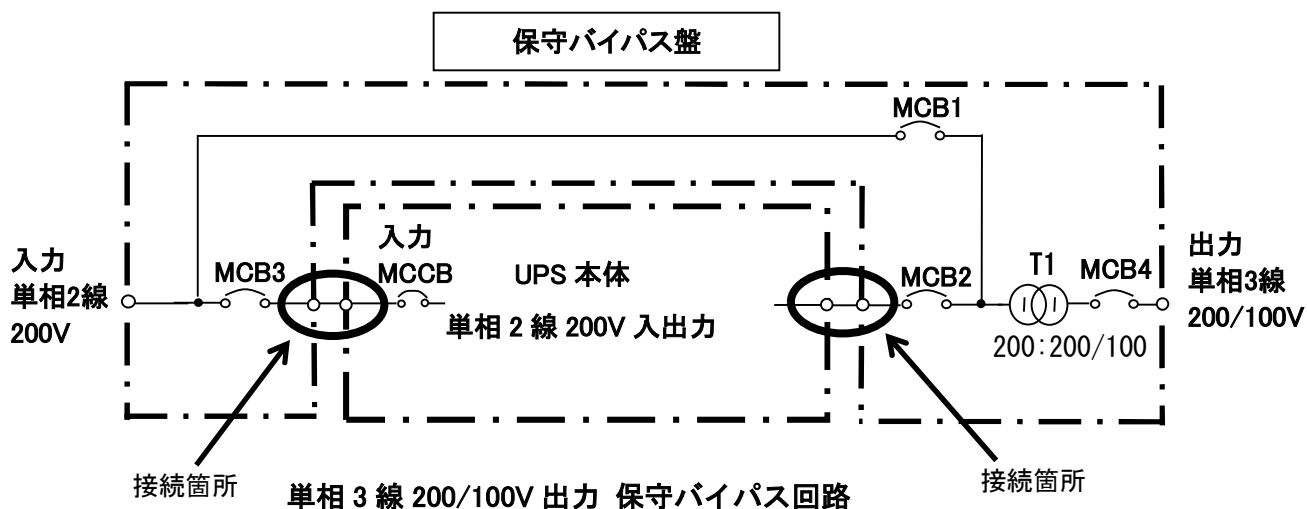 保守バイパス盤
MCB1
入力
単相2線
200V
MCB3
入力
MCCB
UPS 本体
単相 2 線 200V 入出力
MCB2
T1
200:200/100
MCB4
出力
単相3線
200/100V
接続箇所
接続箇所
単相 3 線 200/100V 出力 保守バイパス回路